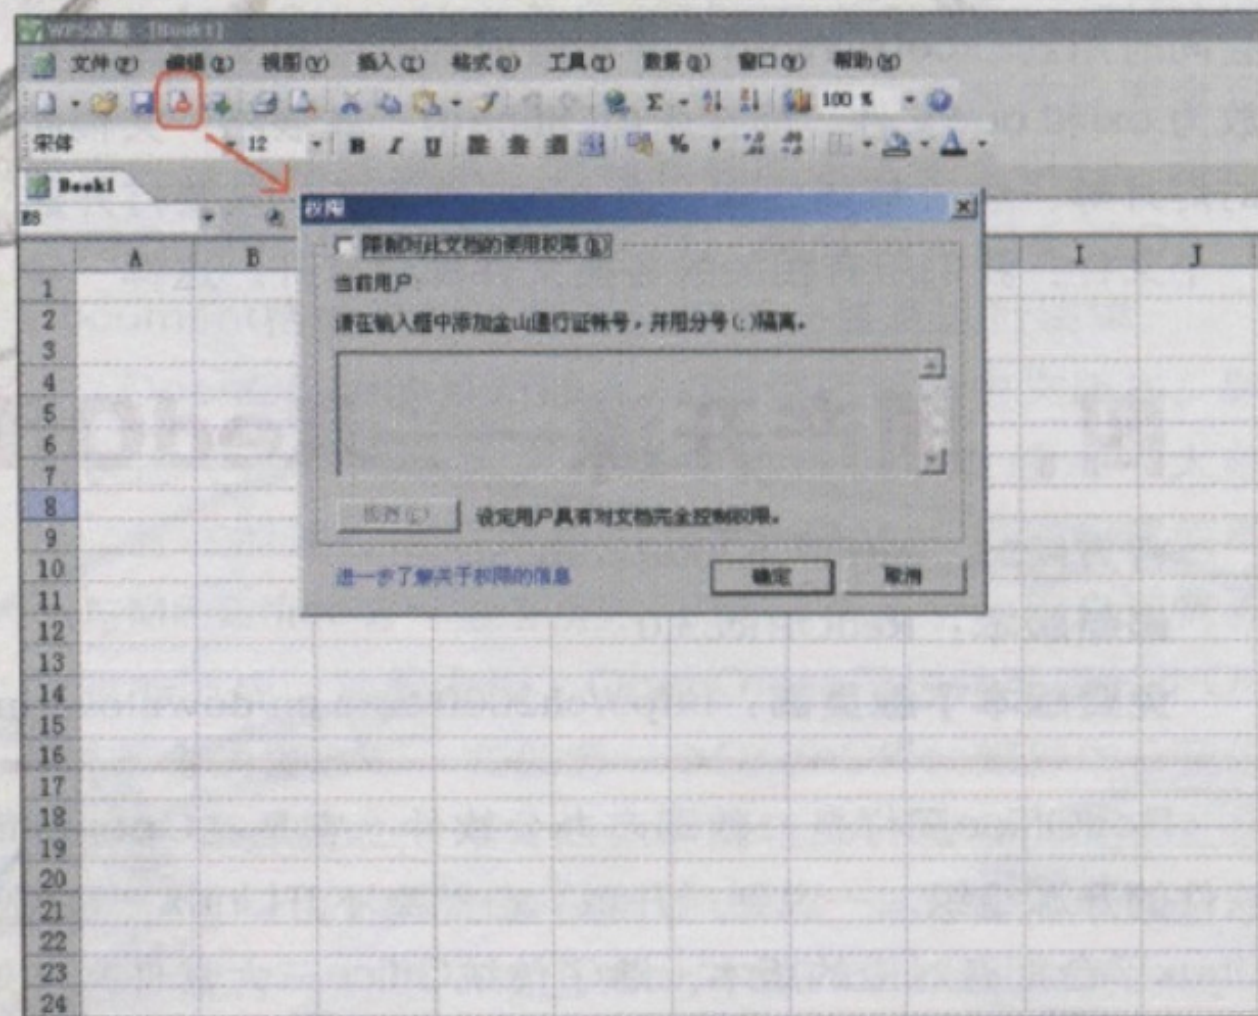 WPS表格 - [Book1]
文件(F) 编辑(E) 视图(V) 插入(I) 格式(O) 工具(T) 数据(D) 窗口(W) 帮助(H)
Σ 100 %
宋体 12 B I U % ,
Book1
权限
限制对此文档的使用权限(R)
A B I J
当前用户:
请在输入框中添加金山通行证帐号，并用分号(;)隔离。
设定用户具有对文档完全控制权限。
进一步了解关于权限的信息 确定 取消
1
2
3
4
5
6
7
8
9
10
11
12
13
14
15
16
17
18
19
20
21
22
23
24